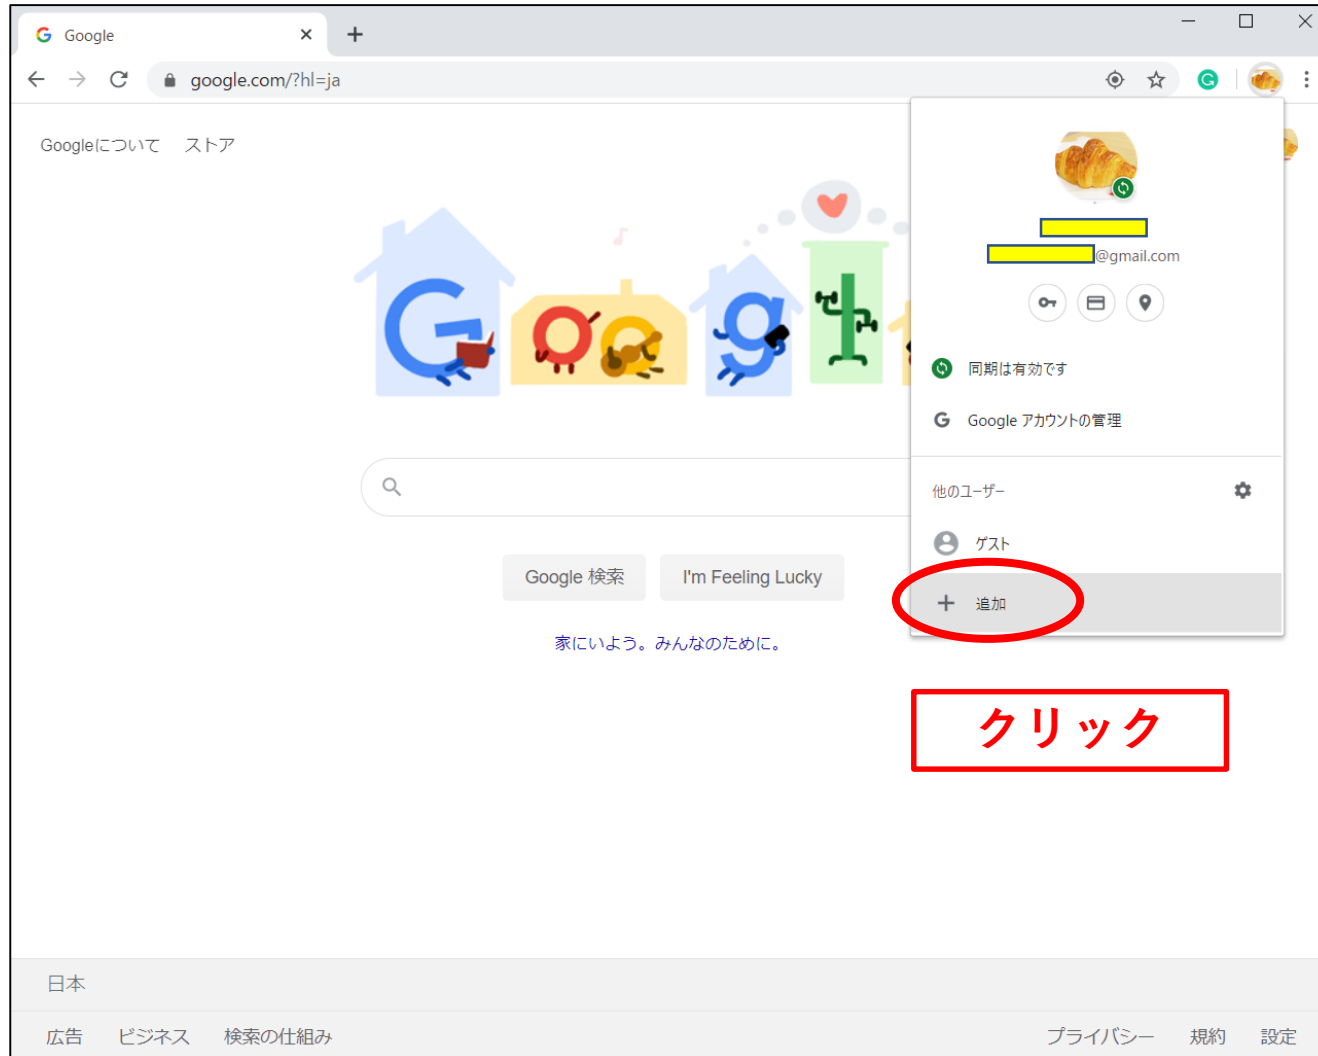 Google
google.com/?hl=ja
Googleについて ストア
Goog
@gmail.com
同期は有効です
G Google アカウントの管理
他のユーザー
ゲスト
Google 検索 I'm Feeling Lucky
追加
家にいよう。みんなのために。
クリック
日本
広告 ビジネス 検索の仕組み プライバシー 規約 設定